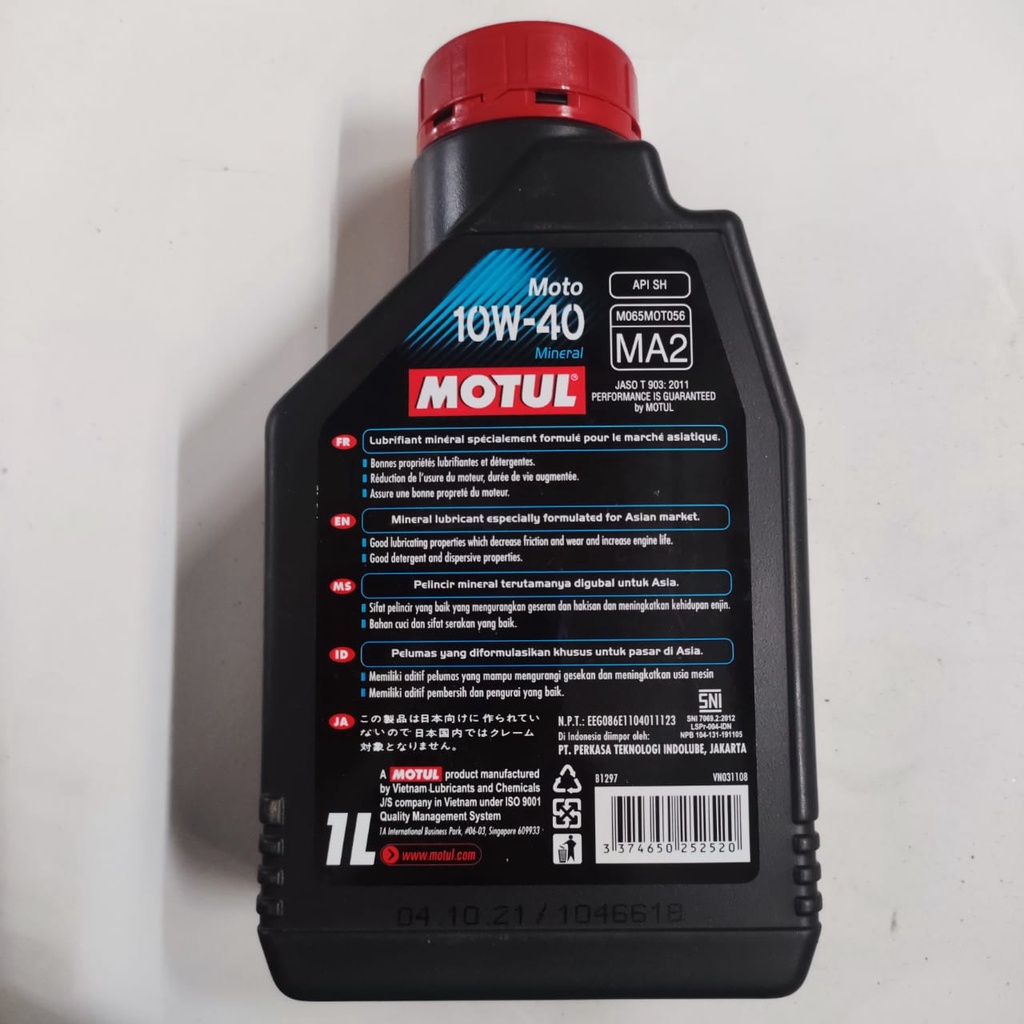 Moto
10W-40
Mineral
MOTUL®
API SH
M065MOT056
MA2
JASO T 903: 2011
PERFORMANCE IS GUARANTEED
by MOTUL
FR Lubrifiant minéral spécialement formulé pour le marché asiatique.
Bonnes propriétés lubrifiantes et détergentes.
Réduction de l'usure du moteur, durée de vie augmentée.
Assure une bonne propreté du moteur.
EN Mineral lubricant especially formulated for Asian market.
Good lubricating properties which decrease friction and wear and increase engine life.
Good detergent and dispersive properties.
MS Pelincir mineral terutamanya digubal untuk Asia.
Sifat pelincir yang baik yang mengurangkan geseran dan hakisan dan meningkatkan kehidupan enjin.
Bahan cuci dan sifat serakan yang baik.
ID Pelumas yang diformulasikan khusus untuk pasar di Asia.
Memiliki aditif pelumas yang mampu mengurangi gesekan dan meningkatkan usia mesin
Memiliki aditif pembersih dan pengurai yang baik.
JA この製品は日本向けに作られてい
ないので日本国内ではクレーム
対象となりません。
SNI
SNI 7069.2:2012
LSPr-004-IDN
NPB 104-131-191105
N.P.T.: EEG086E1104011123
Di Indonesia diimpor oleh:
PT. PERKASA TEKNOLOGI INDOLUBE, JAKARTA
A MOTUL product manufactured
by Vietnam Lubricants and Chemicals
J/S company in Vietnam under ISO 9001
Quality Management System
1A International Business Park, #06-03, Singapore 609933
1L
www.motul.com
B1297 VN031108
3 374650 252520
04.10.21 / 1046618